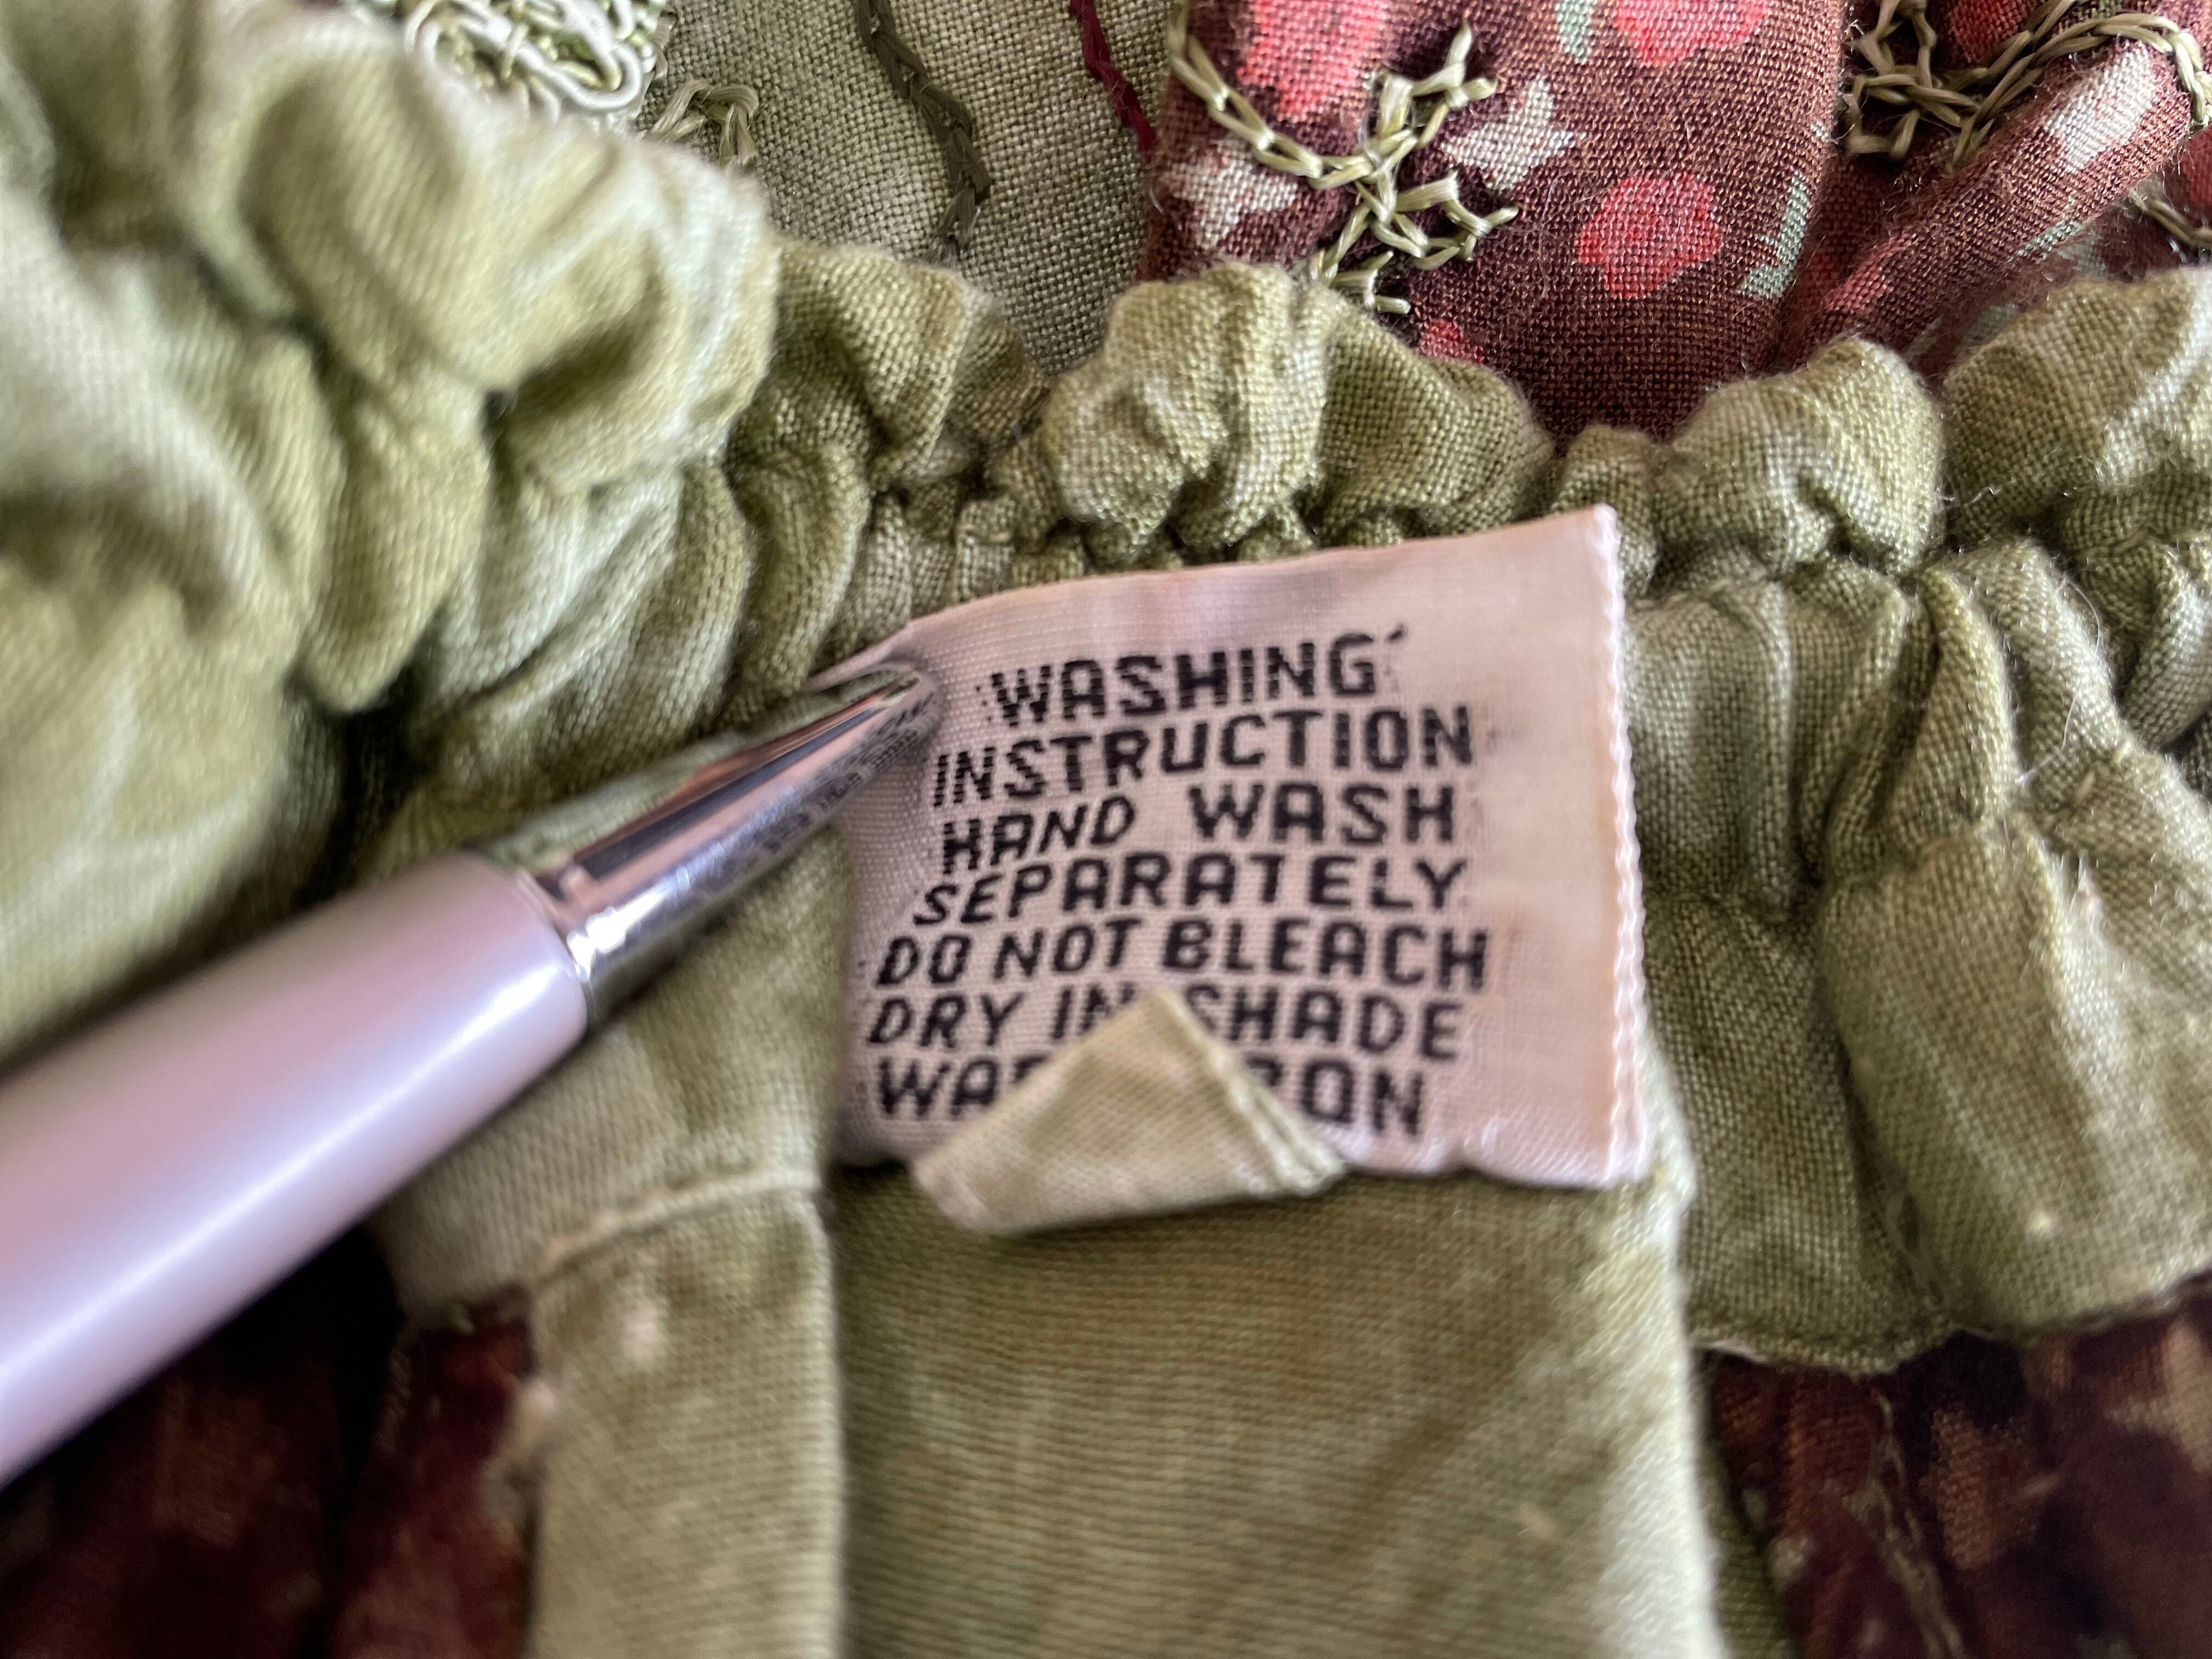 WASHING
INSTRUCTION
HAND WASH
SEPARATELY
DO NOT BLEACH
DRY IN SHADE